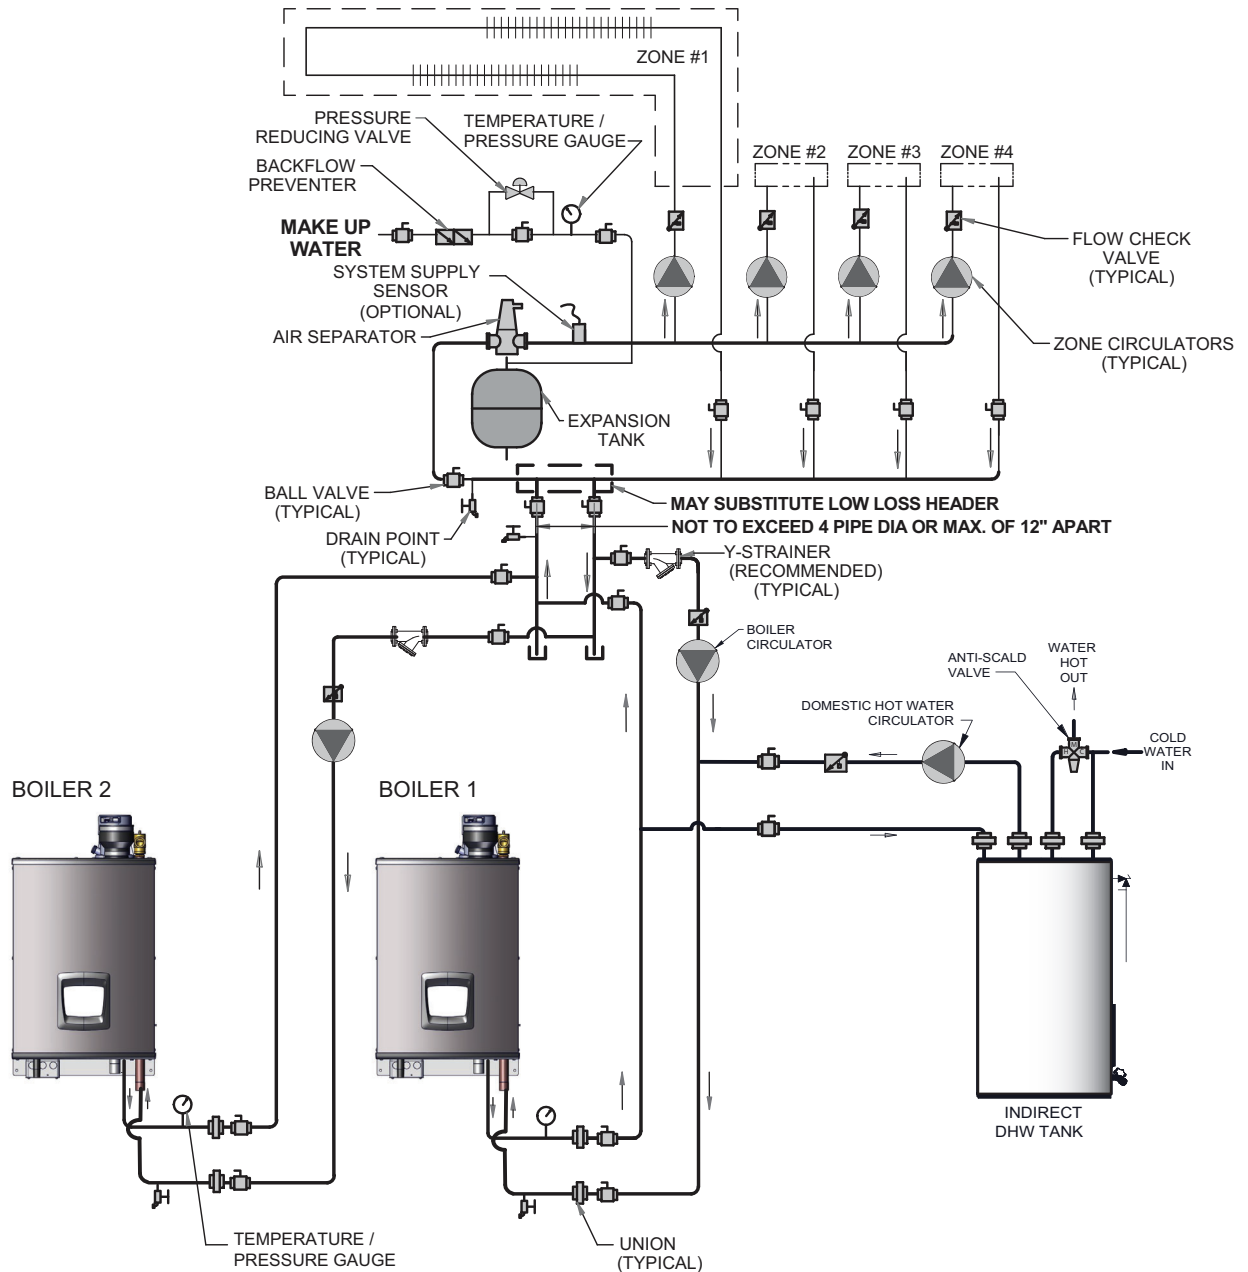 ZONE #1
PRESSURE
REDUCING VALVE
TEMPERATURE /
PRESSURE GAUGE
BACKFLOW
PREVENTER
ZONE #2
ZONE #3
ZONE #4
MAKE UP
WATER
FLOW CHECK
VALVE
(TYPICAL)
SYSTEM SUPPLY
SENSOR
(OPTIONAL)
AIR SEPARATOR
ZONE CIRCULATORS
(TYPICAL)
EXPANSION
TANK
BALL VALVE
(TYPICAL)
MAY SUBSTITUTE LOW LOSS HEADER
NOT TO EXCEED 4 PIPE DIA OR MAX. OF 12" APART
DRAIN POINT
(TYPICAL)
Y-STRAINER
(RECOMMENDED)
(TYPICAL)
BOILER
CIRCULATOR
WATER
HOT
OUT
ANTI-SCALD
VALVE
DOMESTIC HOT WATER
CIRCULATOR
M
H C
COLD
WATER
IN
BOILER 2
BOILER 1
INDIRECT
DHW TANK
TEMPERATURE /
PRESSURE GAUGE
UNION
(TYPICAL)